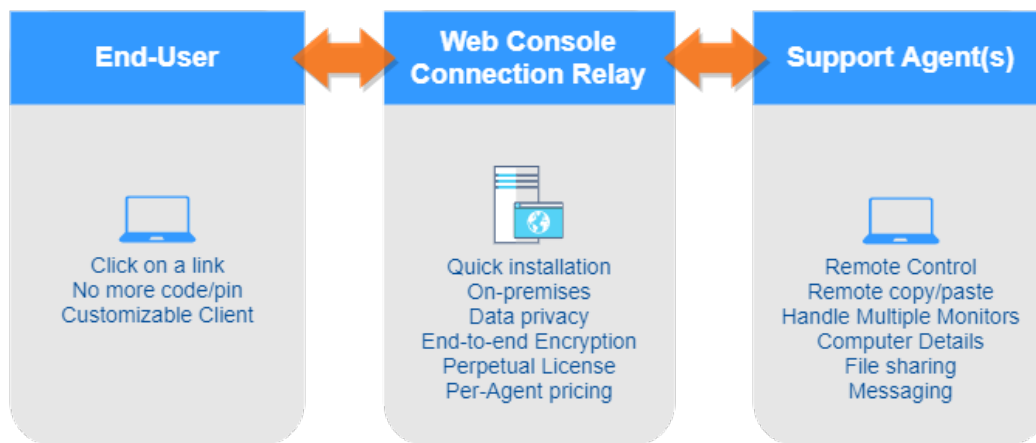 End-User
Click on a link
No more code/pin
Customizable Client
Web Console
Connection Relay
Quick installation
On-premises
Data privacy
End-to-end Encryption
Perpetual License
Per-Agent pricing
Support Agent(s)
Remote Control
Remote copy/paste
Handle Multiple Monitors
Computer Details
File sharing
Messaging